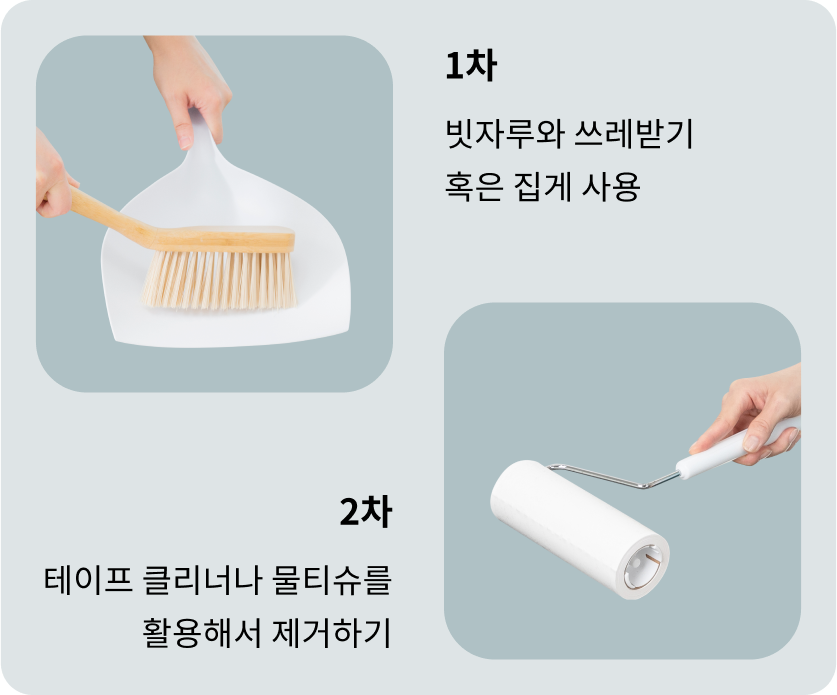 1차
빗자루와 쓰레받기
혹은 집게 사용
2차
테이프 클리너나 물티슈를
활용해서 제거하기